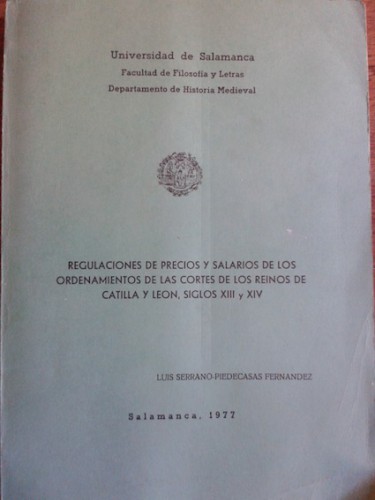 Universidad de Salamanca
Facultad de Filosofía y Letras
Departamento de Historia Medieval
REGULACIONES DE PRECIOS Y SALARIOS DE LOS
ORDENAMIENTOS DE LAS CORTES DE LOS REINOS DE
CATILLA Y LEON, SIGLOS XIII y XIV
LUIS SERRANO-PIEDECASAS FERNANDEZ
Salamanca, 1977